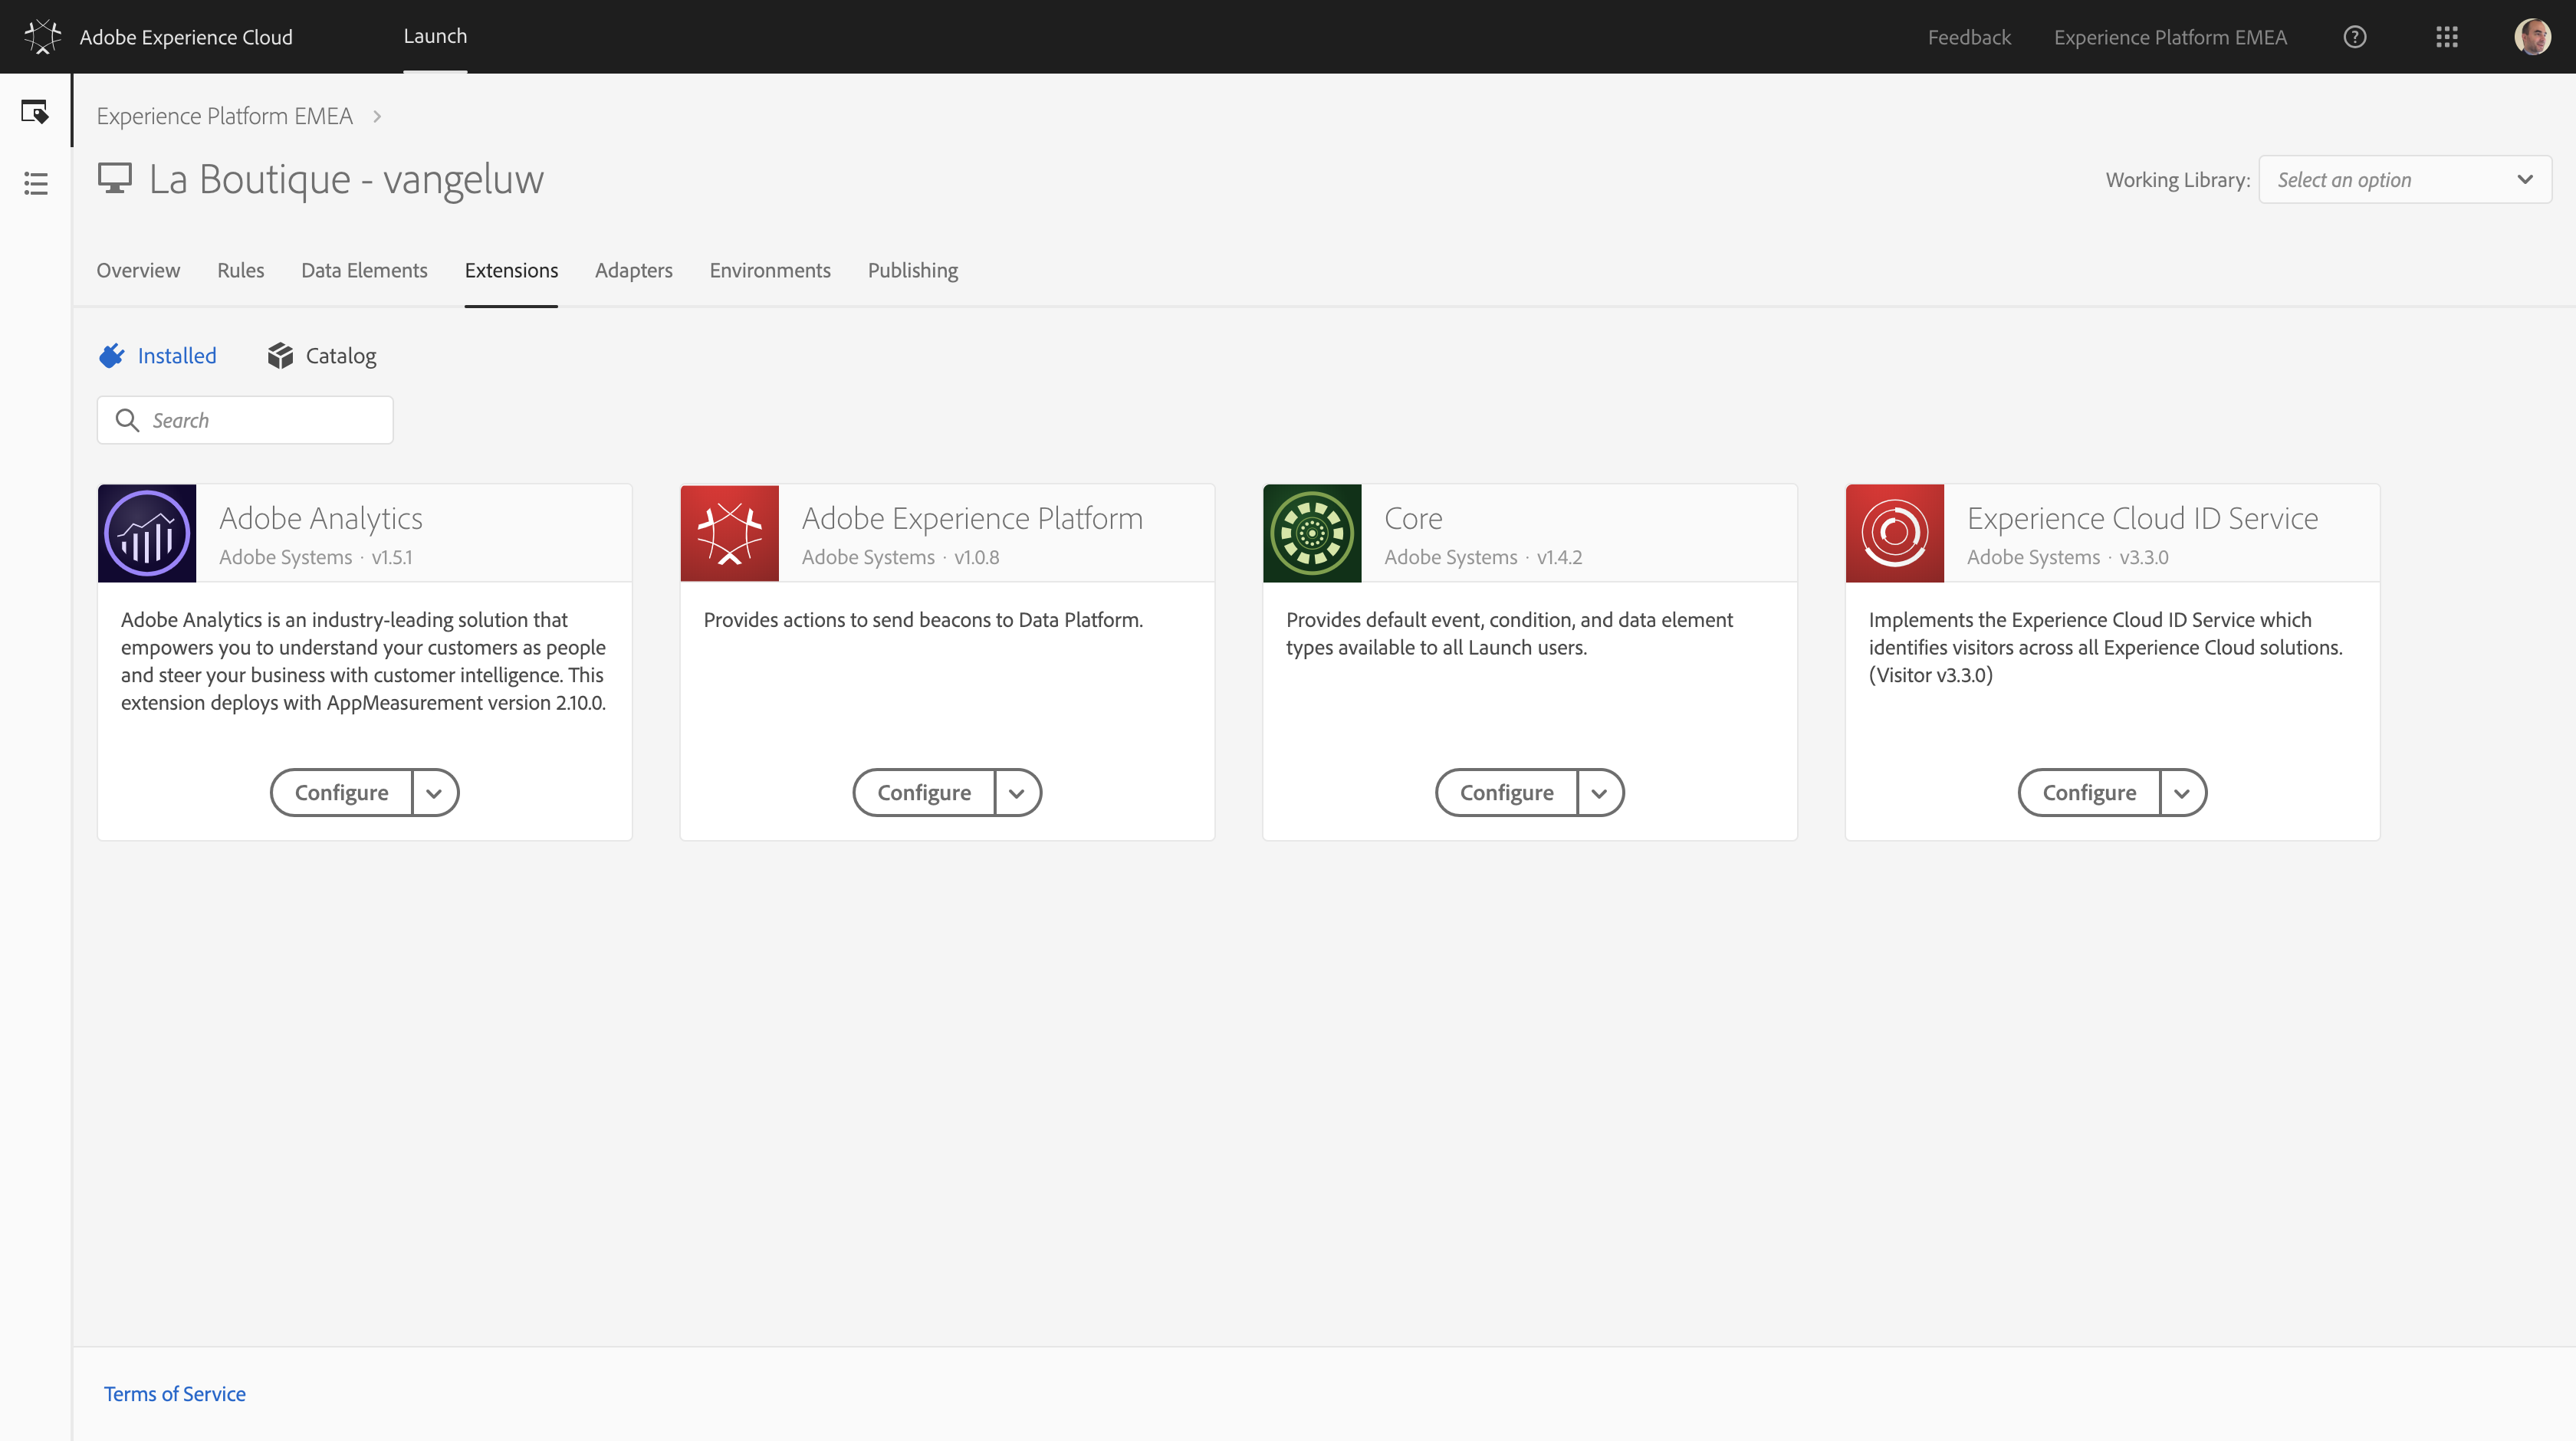 Adobe Experience Cloud
Launch
Feedback
Experience Platform EMEA
Experience Platform EMEA
La Boutique - vangeluw
Working Library:
Select an option
Overview
Rules
Data Elements
Extensions
Adapters
Environments
Publishing
Installed
Catalog
Search
Adobe Analytics
Adobe Systems · v1.5.1
Adobe Analytics is an industry-leading solution that
empowers you to understand your customers as people
and steer your business with customer intelligence. This
extension deploys with AppMeasurement version 2.10.0.
Configure
Adobe Experience Platform
Adobe Systems · v1.0.8
Provides actions to send beacons to Data Platform.
Configure
Core
Adobe Systems · v1.4.2
Provides default event, condition, and data element
types available to all Launch users.
Configure
Experience Cloud ID Service
Adobe Systems · v3.3.0
Implements the Experience Cloud ID Service which
identifies visitors across all Experience Cloud solutions.
(Visitor v3.3.0)
Configure
Terms of Service